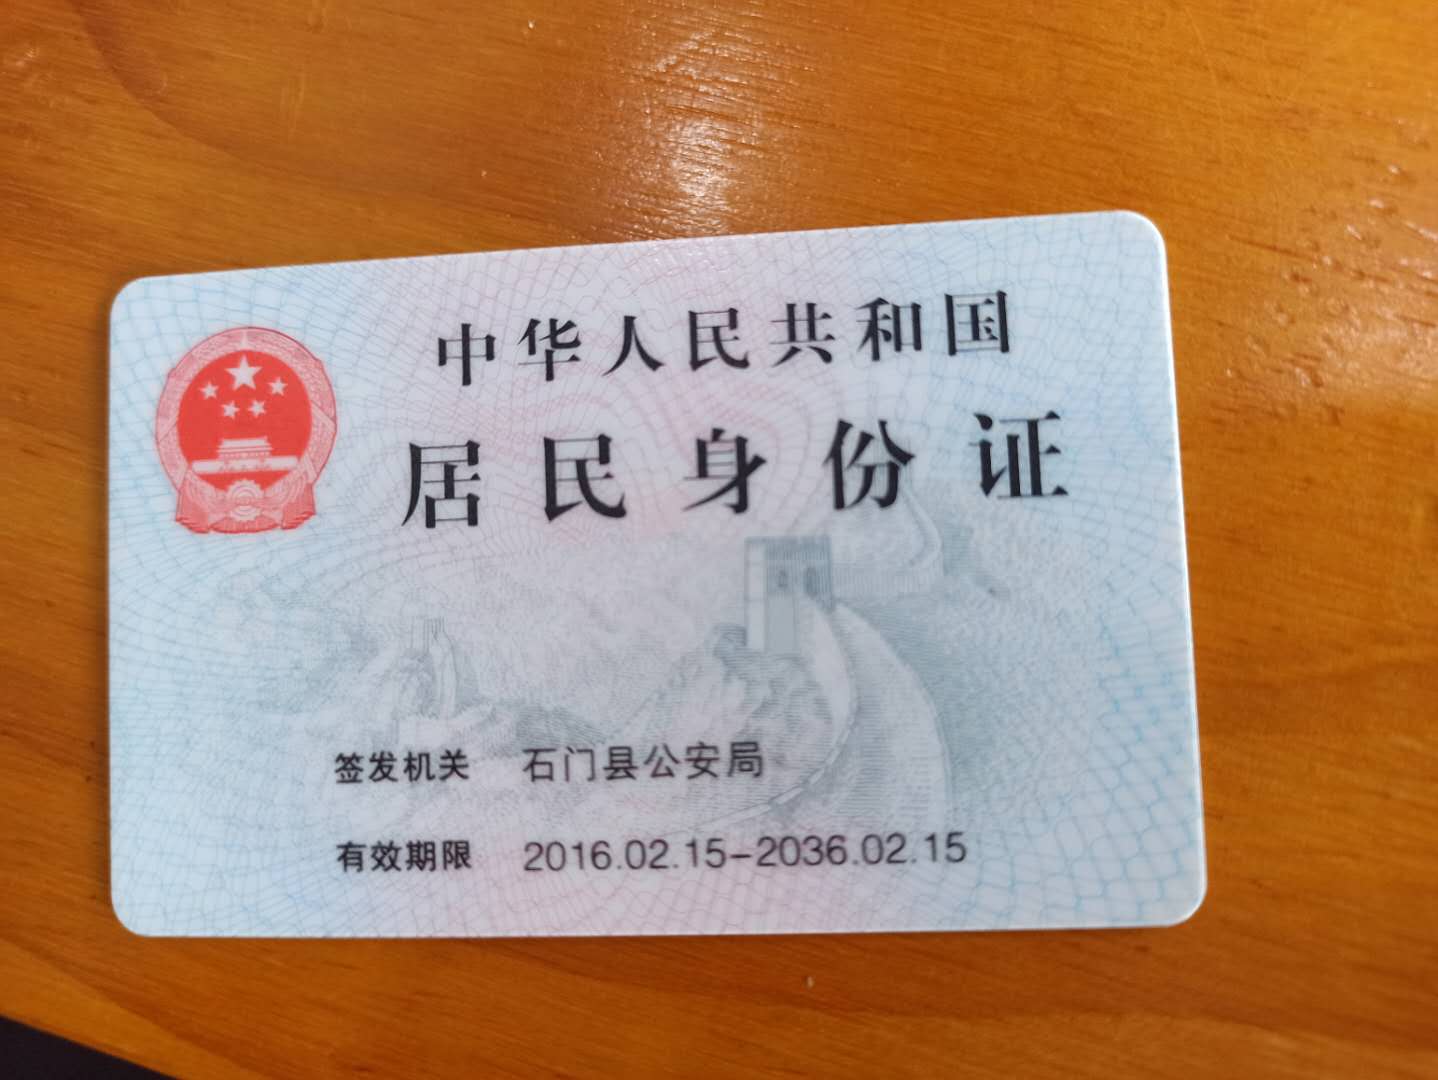 中华人民共和国
居民身份证
签发机关 石门县公安局
有效期限 2016.02.15-2036.02.15